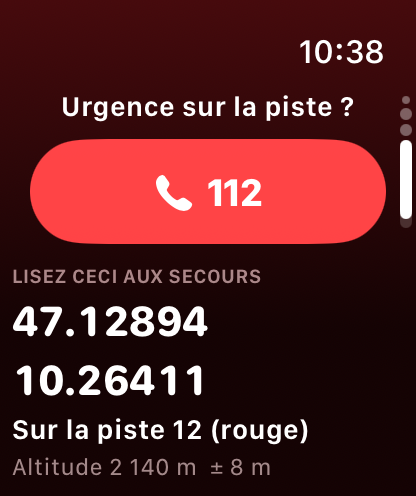 10:38
Urgence sur la piste ?
112
LISEZ CECI AUX SECOURS
47.12894
10.26411
Sur la piste 12 (rouge)
Altitude 2 140 m ± 8 m